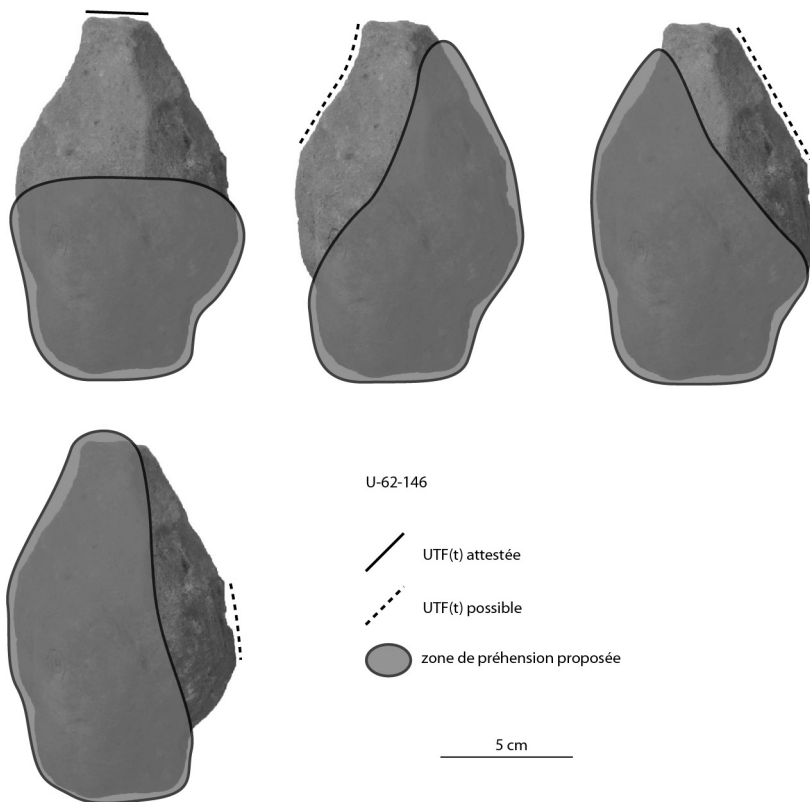 U-62-146
UTF(t) attestée
UTF(t) possible
zone de préhension proposée
5 cm